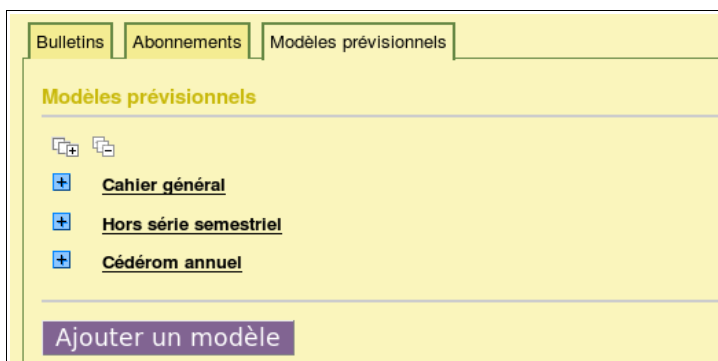 Bulletins Abonnements Modèles prévisionnels
Modèles prévisionnels
Cahier général
Hors série semestriel
Cédérom annuel
Ajouter un modèle